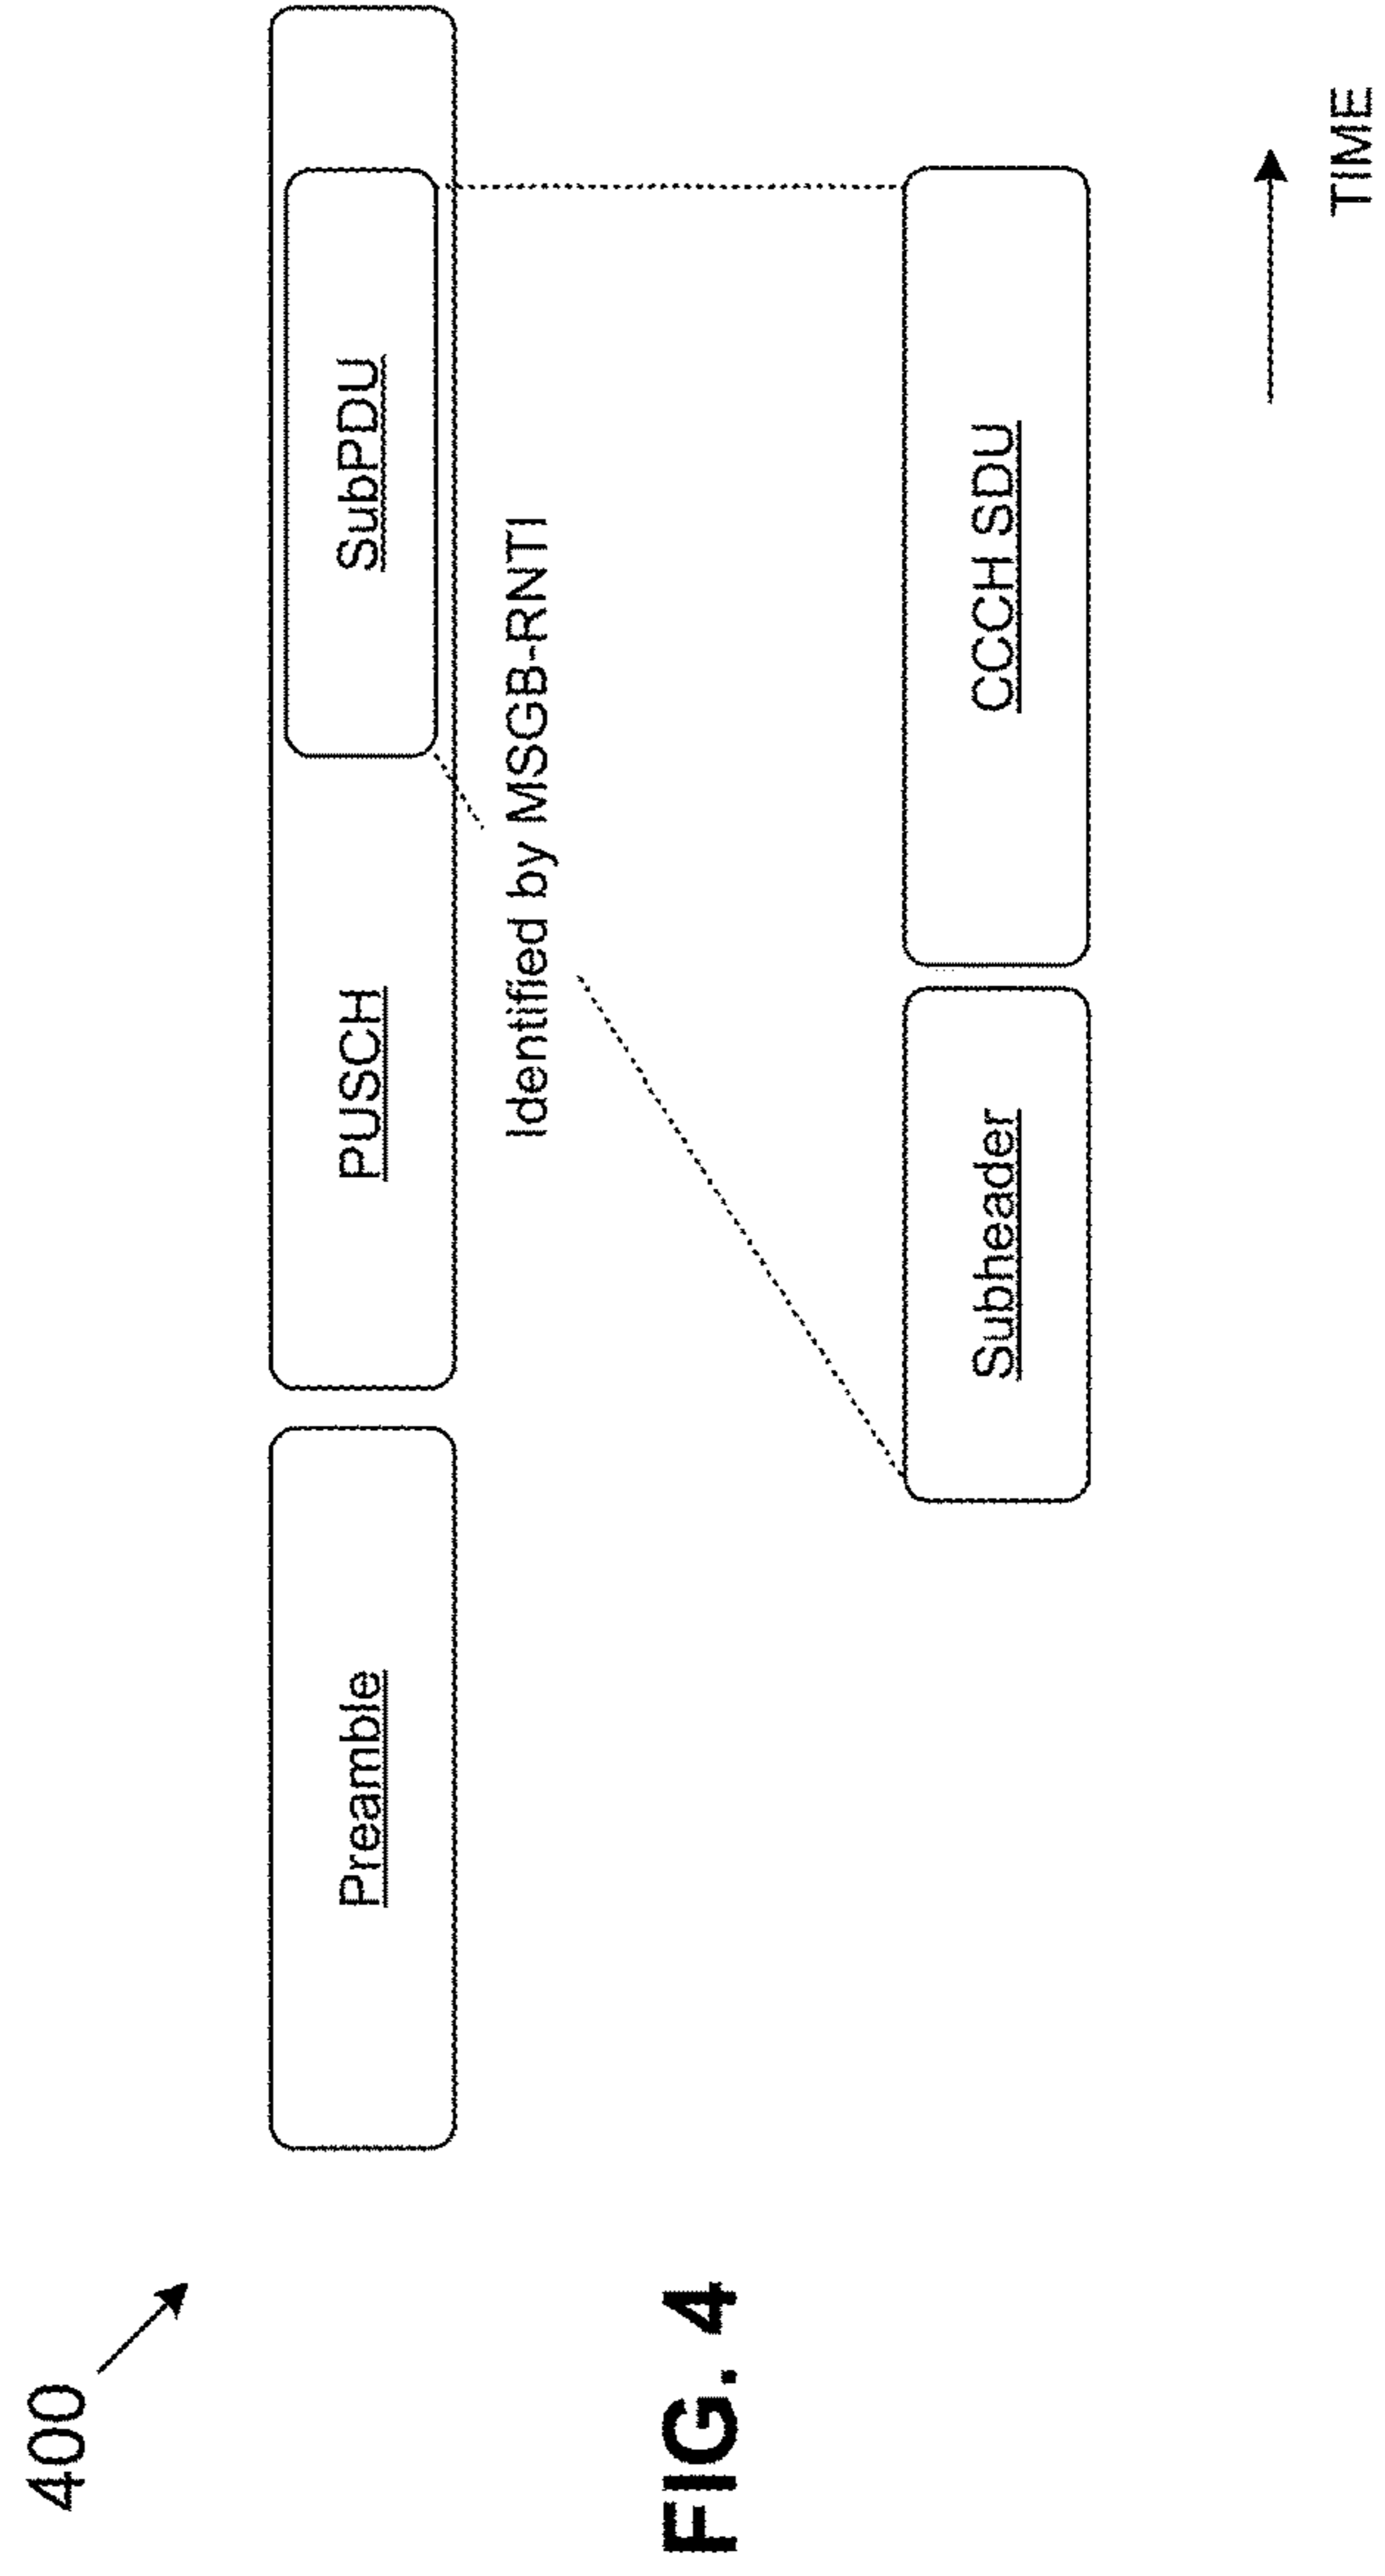 400
Preamble
PUSCH
SubPDU
Identified by MSGB-RNTI
Subheader
CCCH SDU
TIME
FIG. 4